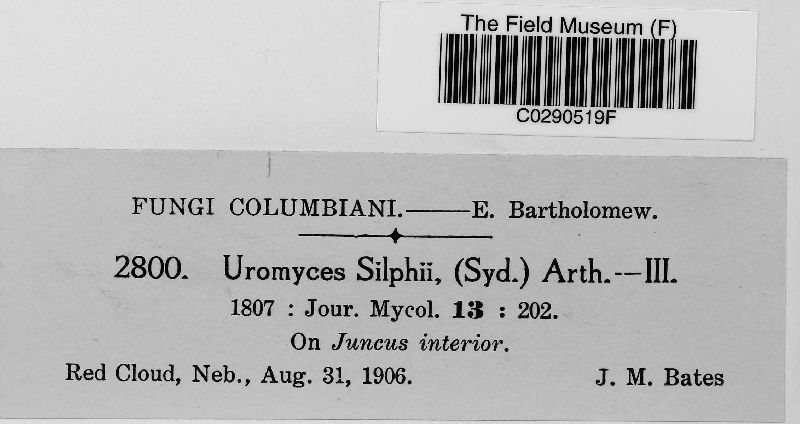 The Field Museum (F)
C0290519F
FUNGI COLUMBIANI.——E. Bartholomew.
2800. Uromyces Silphii, (Syd.) Arth.--III.
1807 : Jour. Mycol. 13 : 202.
On Juncus interior.
Red Cloud, Neb., Aug. 31, 1906. J. M. Bates